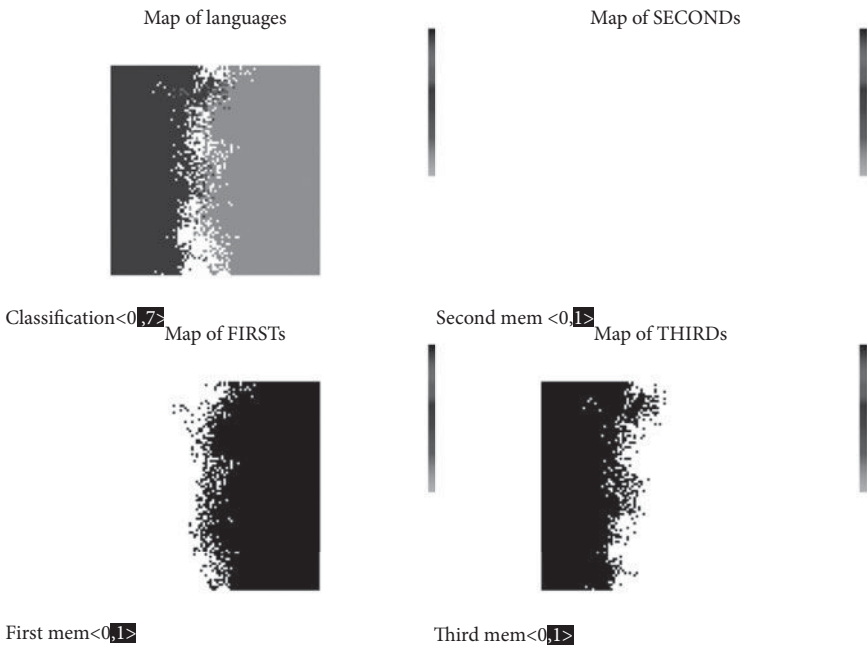 Map of languages
Map of SECONDs
Classification<0,7>
Second mem <0,1>
Map of FIRSTs
Map of THIRDs
First mem<0,1>
Third mem<0,1>